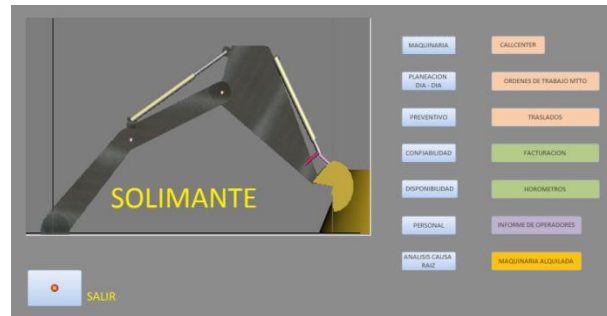 MAQUINARIA
CALLCENTER
PLANEACION
DIA - DIA
ORDENES DE TRABAJO MTTO
PREVENTIVO
TRASLADOS
CONFIABILIDAD
FACTURACION
SOLIMANTE
DISPONIBILIDAD
HOROMETROS
PERSONAL
INFORME DE OPERADORES
ANALISIS CAUSA
RAIZ
MAQUINARIA ALQUILADA
SALIR